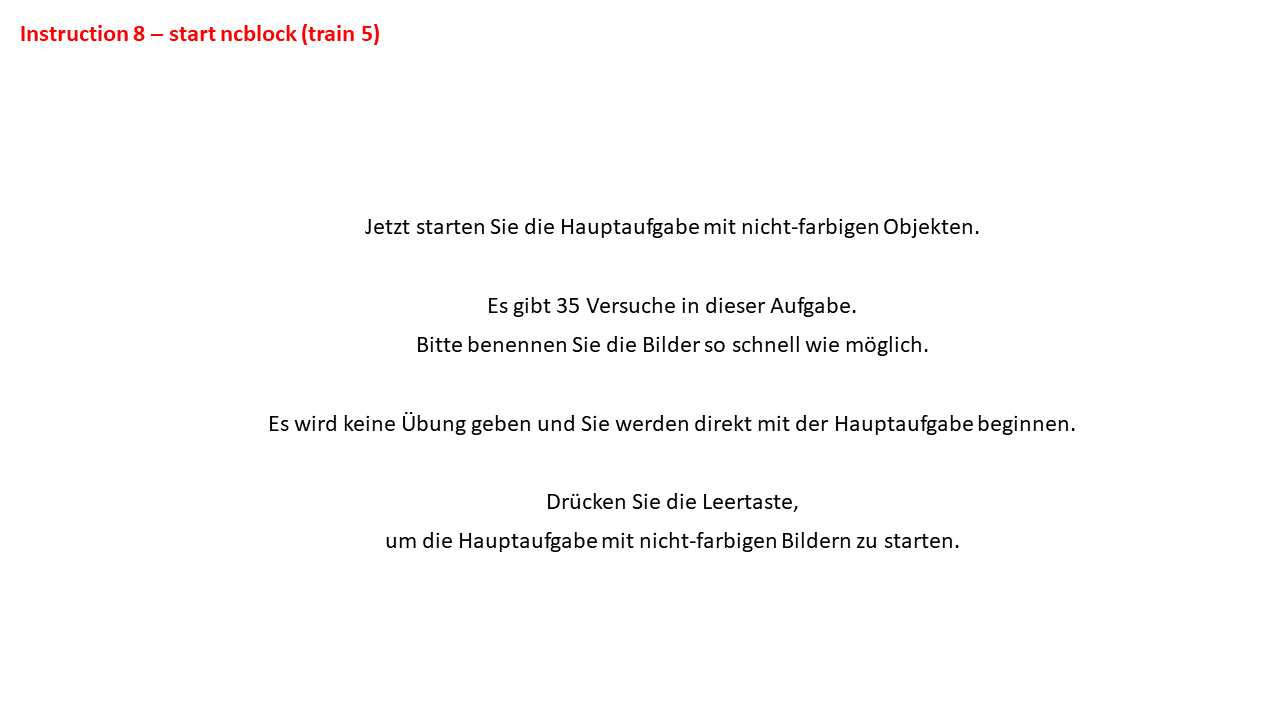 Instruction 8 – start ncblock (train 5)
Jetzt starten Sie die Hauptaufgabe mit nicht-farbigen Objekten.
Es gibt 35 Versuche in dieser Aufgabe.
Bitte benennen Sie die Bilder so schnell wie möglich.
Es wird keine Übung geben und Sie werden direkt mit der Hauptaufgabe beginnen.
Drücken Sie die Leertaste,
um die Hauptaufgabe mit nicht-farbigen Bildern zu starten.